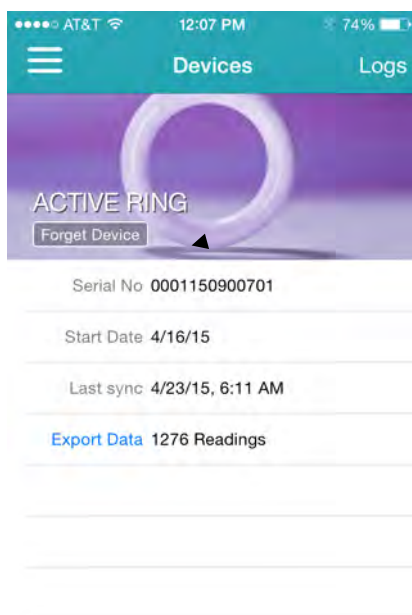 AT&T 12:07 PM 74%
Devices Logs
ACTIVE RING
Forget Device
Serial No 0001150900701
Start Date 4/16/15
Last sync 4/23/15, 6:11 AM
Export Data 1276 Readings